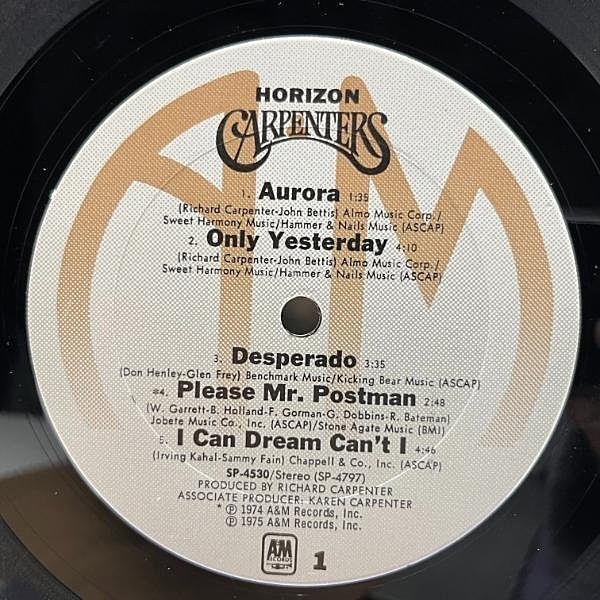 HORIZON
CARPENTERS
1. Aurora 1:35
(Richard Carpenter-John Bettis) Almo Music Corp./
Sweet Harmony Music/Hammer & Nails Music (ASCAP)
2. Only Yesterday 4:10
(Richard Carpenter-John Bettis) Almo Music Corp./
Sweet Harmony Music/Hammer & Nails Music (ASCAP)
3. Desperado 3:35
(Don Henley-Glen Frey) Benchmark Music/Kicking Bear Music (ASCAP)
*4. Please Mr. Postman 2:48
(W. Garrett-B. Holland-F. Gorman-G. Dobbins-R. Bateman)
Jobete Music Co., Inc. (ASCAP)/Stone Agate Music (BMI)
5. I Can Dream Can't I 4:46
(Irving Kahal-Sammy Fain) Chappell & Co., Inc. (ASCAP)
SP-4530/Stereo (SP-4797)
PRODUCED BY RICHARD CARPENTER
ASSOCIATE PRODUCER: KAREN CARPENTER
* ℗ 1974 A&M Records, Inc.
℗ 1975 A&M Records, Inc.
A&M
RECORDS
1